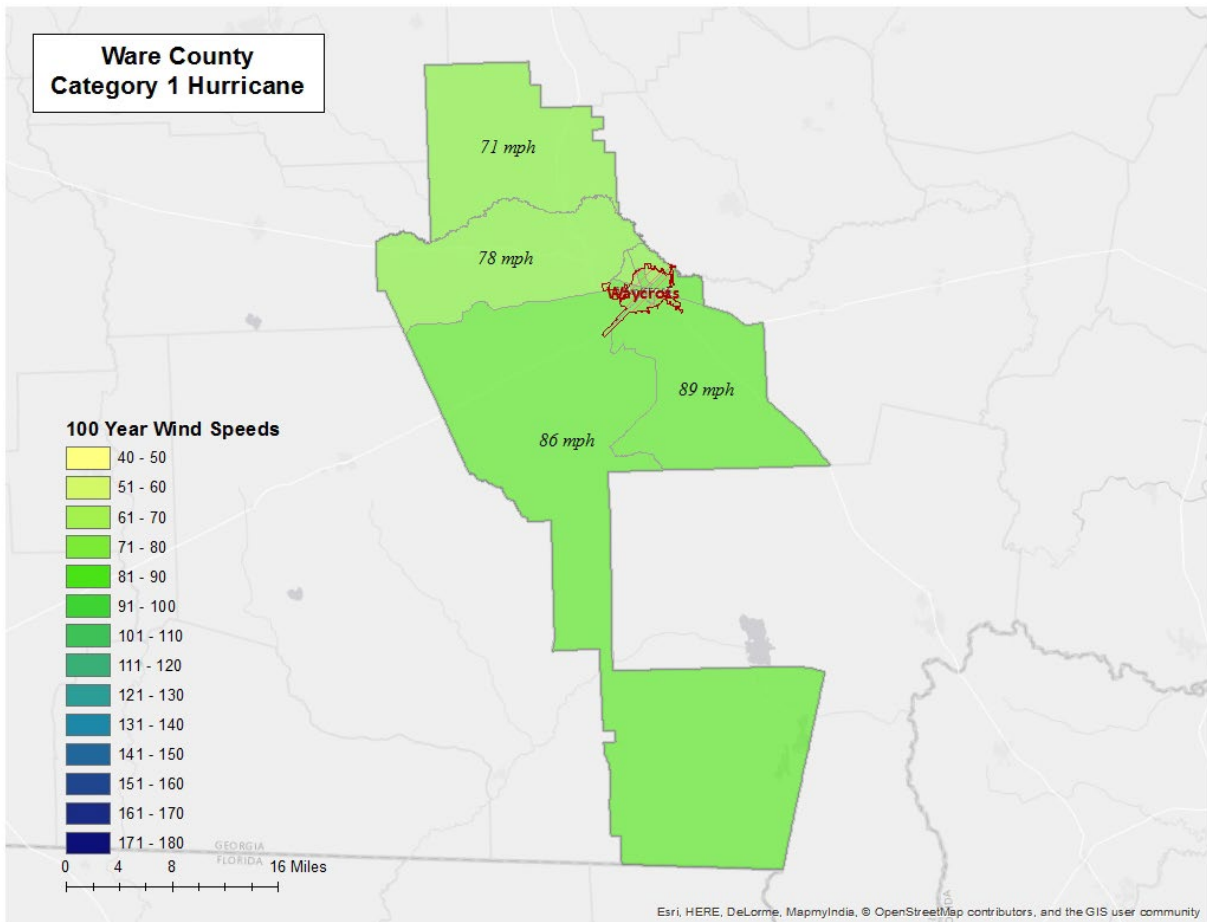 Ware County
Category 1 Hurricane
71 mph
78 mph
Waycross
89 mph
86 mph
100 Year Wind Speeds
40 - 50
51 - 60
61 - 70
71 - 80
81 - 90
91 - 100
101 - 110
111 - 120
121 - 130
131 - 140
141 - 150
151 - 160
161 - 170
171 - 180
GEORGIA
FLORIDA
0 4 8 16 Miles
Esri, HERE, DeLorme, MapmyIndia, © OpenStreetMap contributors, and the GIS user community